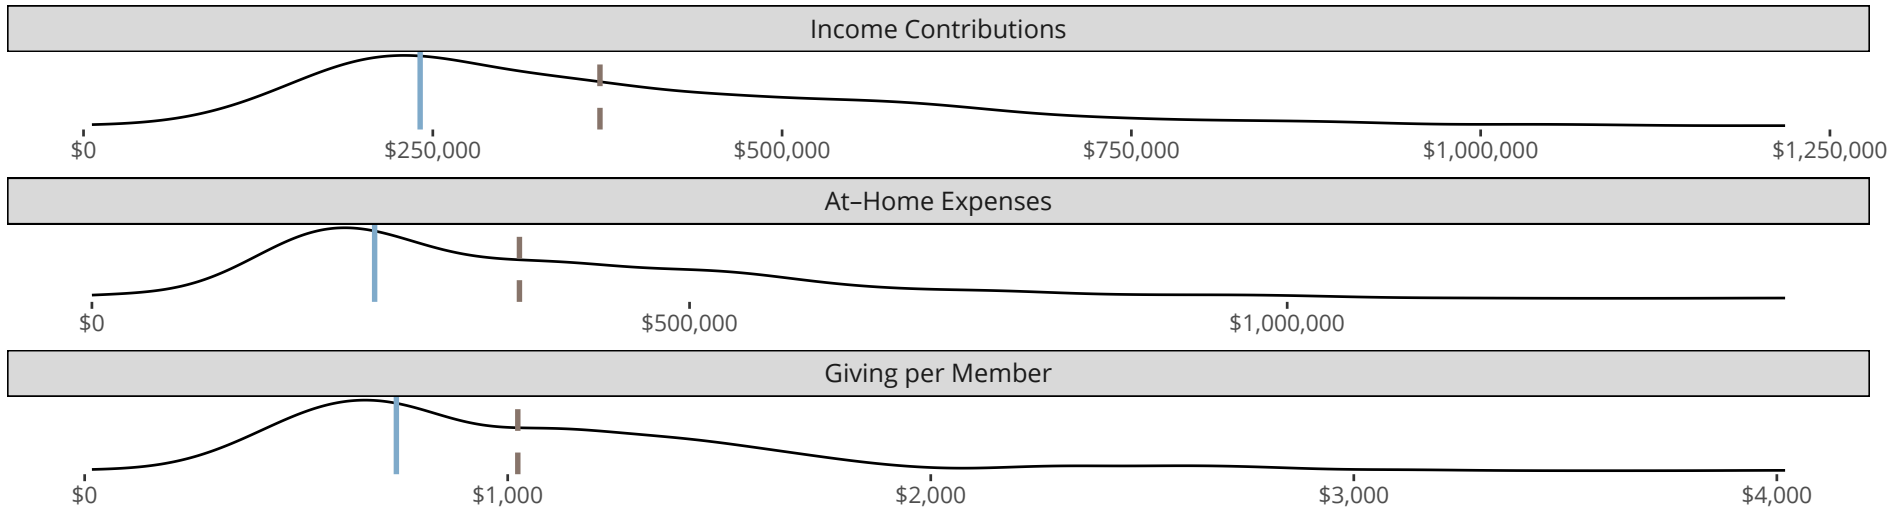 Income Contributions
$0 $250,000 $500,000 $750,000 $1,000,000 $1,250,000
At–Home Expenses
$0 $500,000 $1,000,000
Giving per Member
$0 $1,000 $2,000 $3,000 $4,000